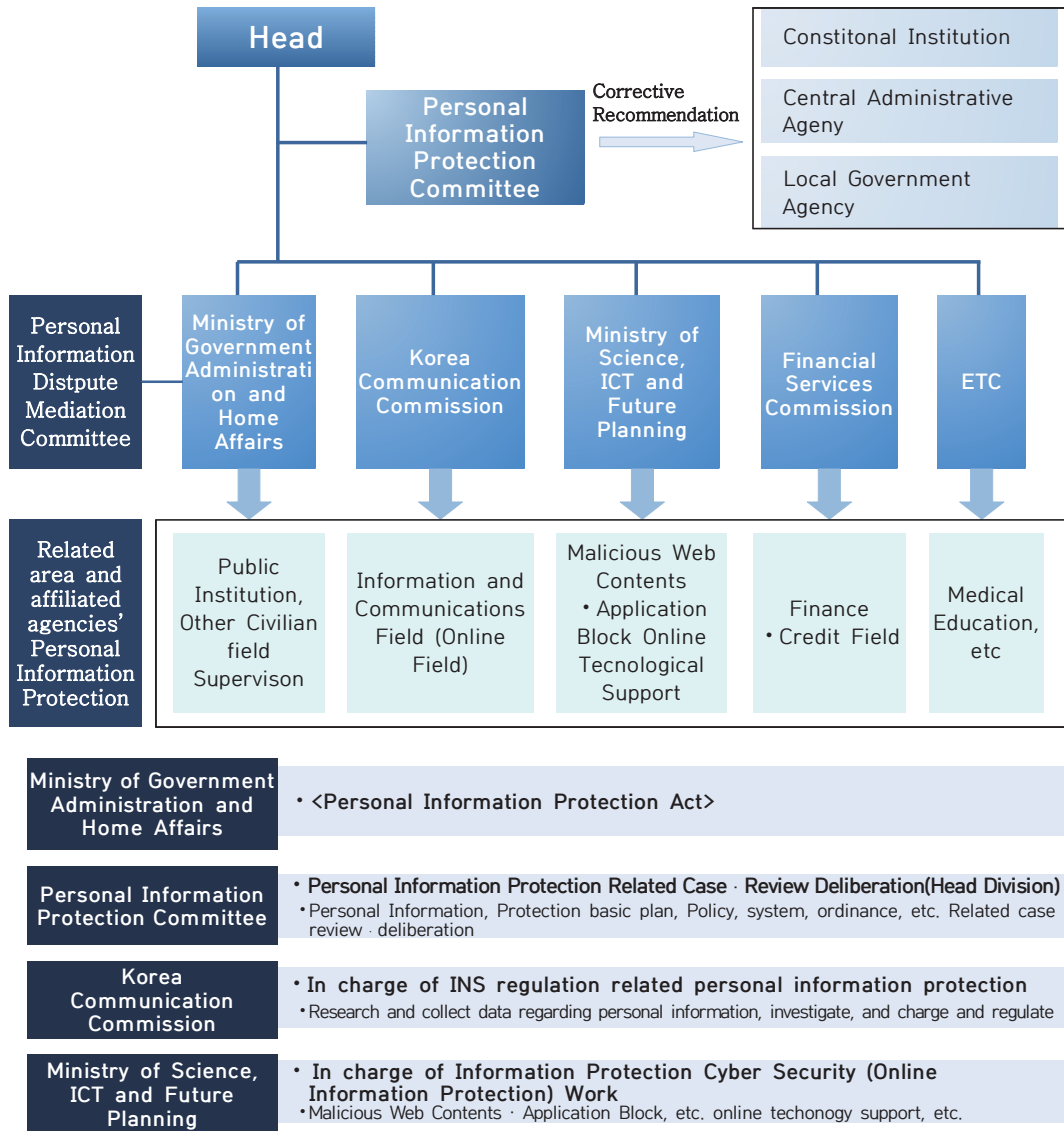 Head
Constitonal Institution
Personal
Information
Protection
Committee
Corrective
Recommendation
Central Administrative
Ageny
Local Government
Agency
Personal
Information
Distpute
Mediation
Committee
Ministry of
Government
Administrati
on and
Home
Affairs
Korea
Communication
Commission
Ministry of
Science,
ICT and
Future
Planning
Financial
Services
Commission
ETC
Related
area and
affiliated
agencies’
Personal
Information
Protection
Public
Institution,
Other Civilian
field
Supervison
Information and
Communications
Field (Online
Field)
Malicious Web
Contents
• Application
Block Online
Tecnological
Support
Finance
• Credit Field
Medical
Education,
etc
Ministry of Government
Administration and
Home Affairs
• <Personal Information Protection Act>
Personal Information
Protection Committee
• Personal Information Protection Related Case · Review Deliberation(Head Division)
• Personal Information, Protection basic plan, Policy, system, ordinance, etc. Related case
review · deliberation
Korea
Communication
Commission
• In charge of INS regulation related personal information protection
• Research and collect data regarding personal information, investigate, and charge and regulate
Ministry of Science,
ICT and Future
Planning
• In charge of Information Protection Cyber Security (Online
Information Protection) Work
• Malicious Web Contents · Application Block, etc. online techonogy support, etc.